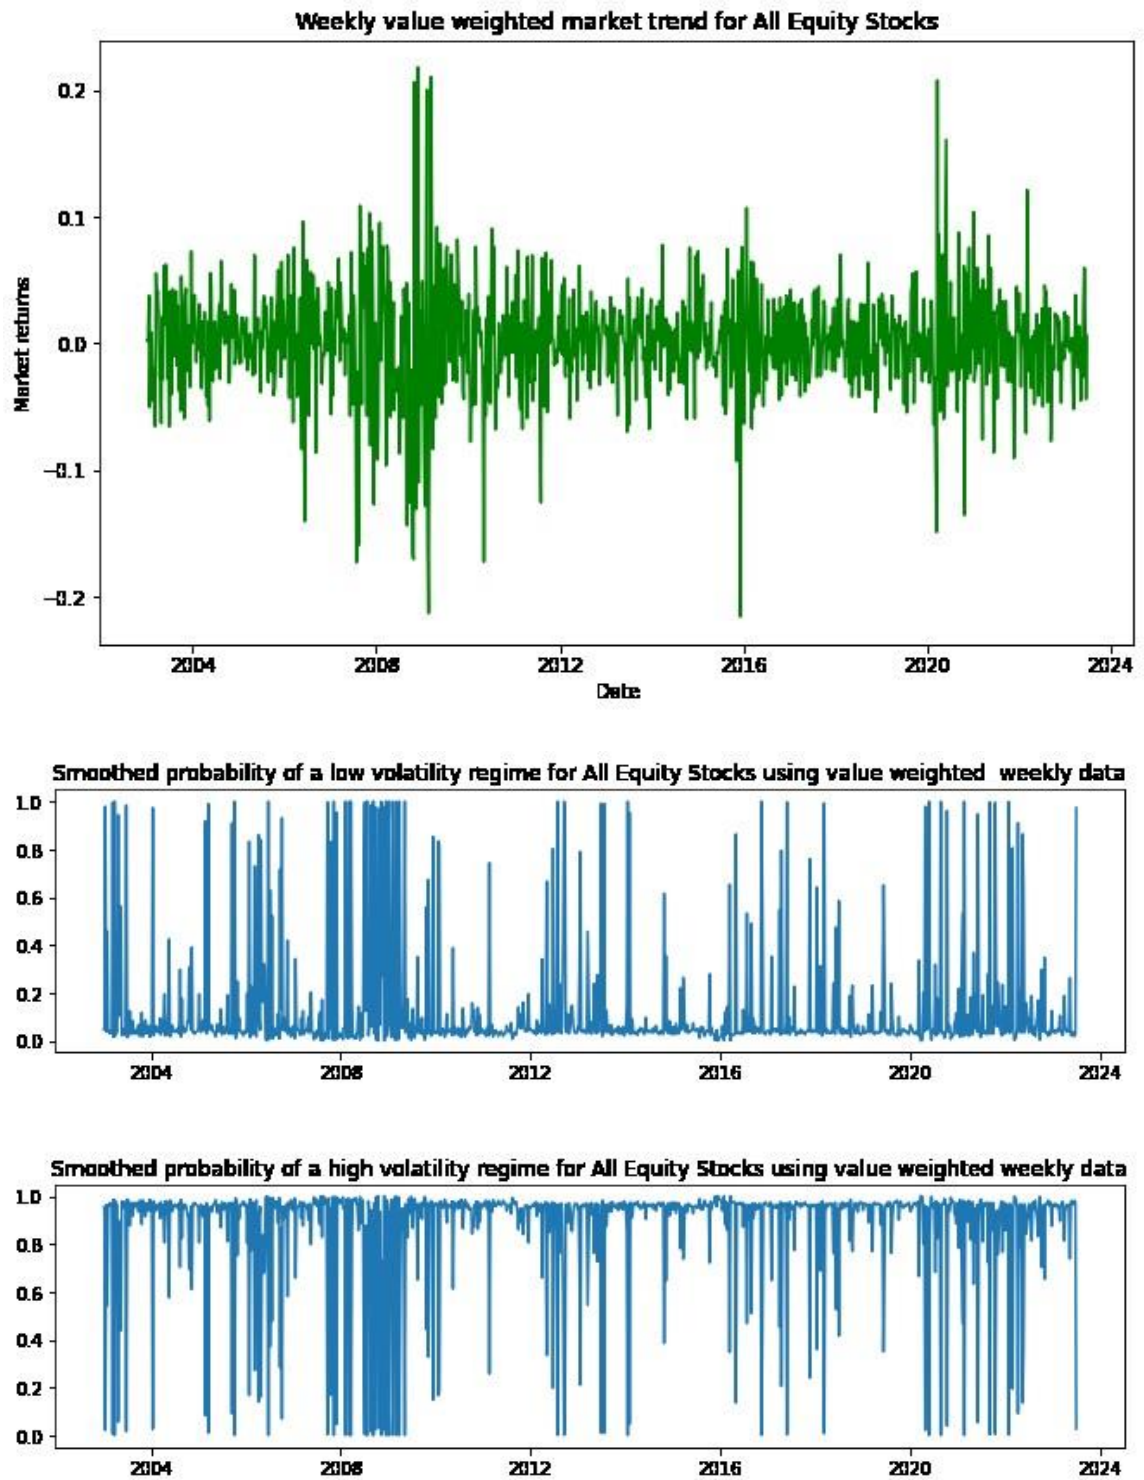 Weekly value weighted market trend for All Equity Stocks
0.2
0.1
0.0
−0.1
−0.2
Market returns
2004 2008 2012 2016 2020 2024
Date
Smoothed probability of a low volatility regime for All Equity Stocks using value weighted weekly data
1.0
0.8
0.6
0.4
0.2
0.0
2004 2008 2012 2016 2020 2024
Smoothed probability of a high volatility regime for All Equity Stocks using value weighted weekly data
1.0
0.8
0.6
0.4
0.2
0.0
2004 2008 2012 2016 2020 2024